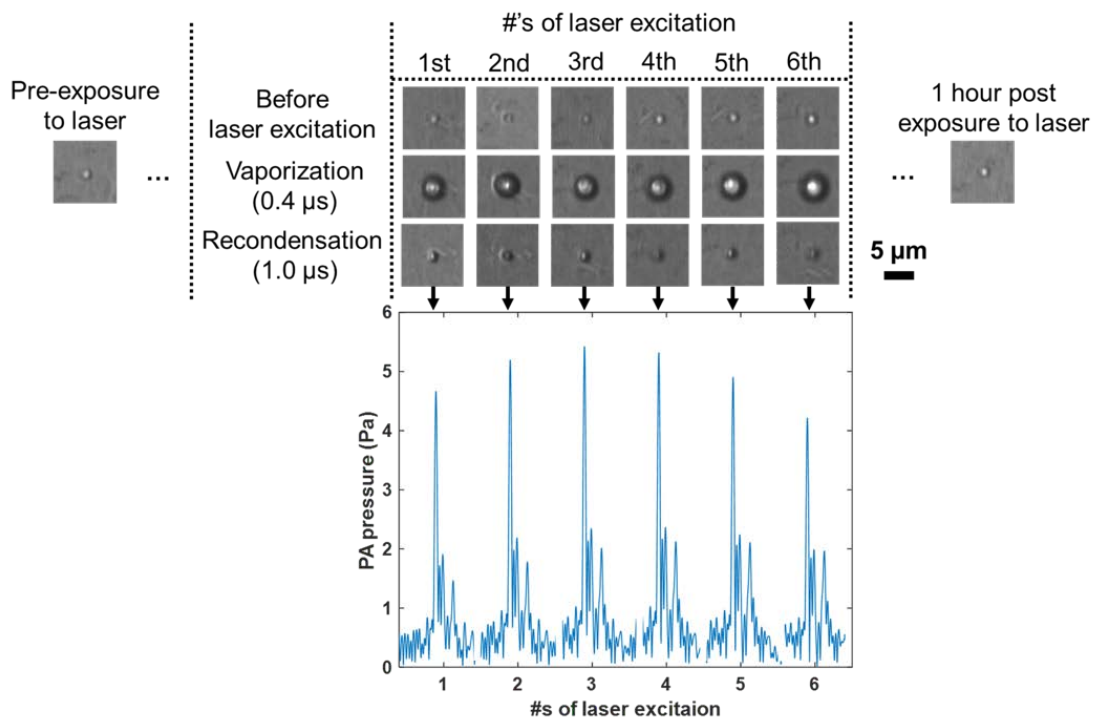 #'s of laser excitation
1st 2nd 3rd 4th 5th 6th
Pre-exposure
to laser
...
Before
laser excitation
Vaporization
(0.4 µs)
Recondensation
(1.0 µs)
...
1 hour post
exposure to laser
5 µm
6
5
4
3
2
1
0
PA pressure (Pa)
1 2 3 4 5 6
#s of laser excitaion